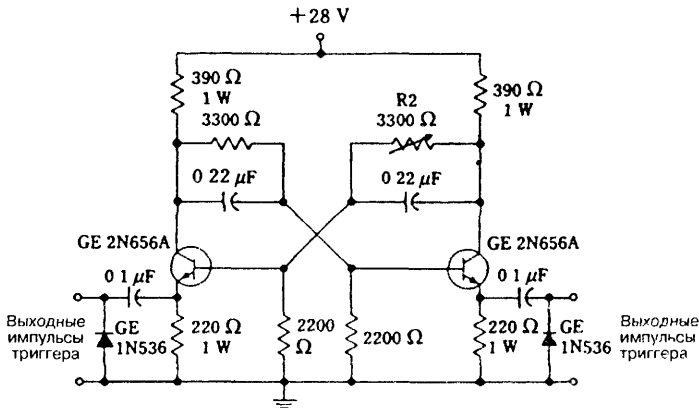 +28 V
390 Ω
1 W
3300 Ω
R2
3300 Ω
390 Ω
1 W
0 22 μF
0 22 μF
GE 2N656A
GE 2N656A
0 1 μF
0 1 μF
Выходные
импульсы
триггера
GE
1N536
220 Ω
1 W
2200
Ω
2200 Ω
220 Ω
1 W
GE
1N536
Выходные
импульсы
триггера